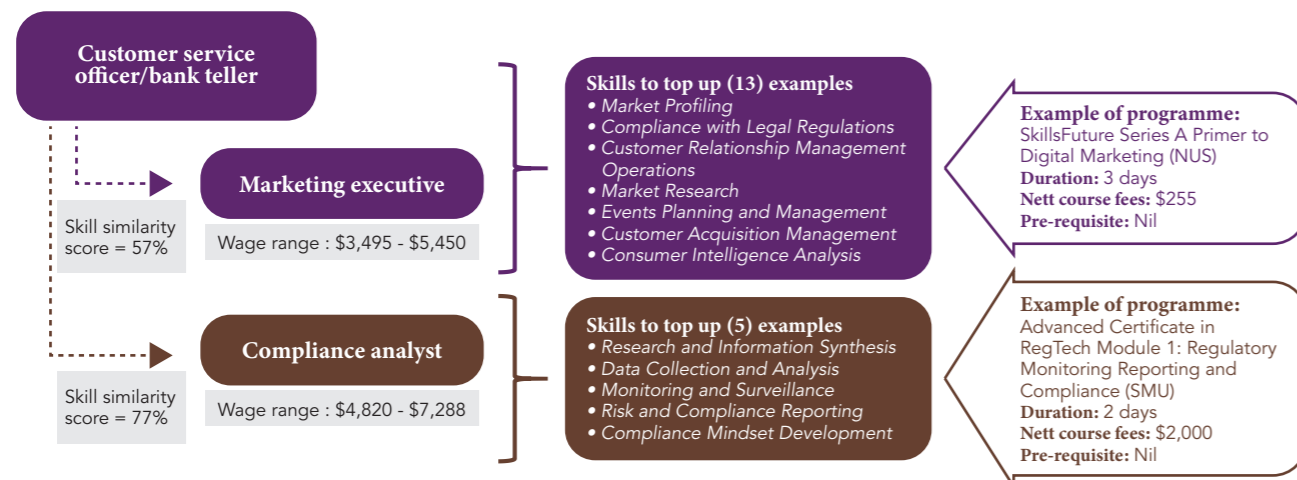 Customer service
officer/bank teller
Skill similarity
score = 57%
Marketing executive
Wage range : $3,495 - $5,450
Skills to top up (13) examples
• Market Profiling
• Compliance with Legal Regulations
• Customer Relationship Management
Operations
• Market Research
• Events Planning and Management
• Customer Acquisition Management
• Consumer Intelligence Analysis
Example of programme:
SkillsFuture Series A Primer to
Digital Marketing (NUS)
Duration: 3 days
Nett course fees: $255
Pre-requisite: Nil
Skill similarity
score = 77%
Compliance analyst
Wage range : $4,820 - $7,288
Skills to top up (5) examples
• Research and Information Synthesis
• Data Collection and Analysis
• Monitoring and Surveillance
• Risk and Compliance Reporting
• Compliance Mindset Development
Example of programme:
Advanced Certificate in
RegTech Module 1: Regulatory
Monitoring Reporting and
Compliance (SMU)
Duration: 2 days
Nett course fees: $2,000
Pre-requisite: Nil